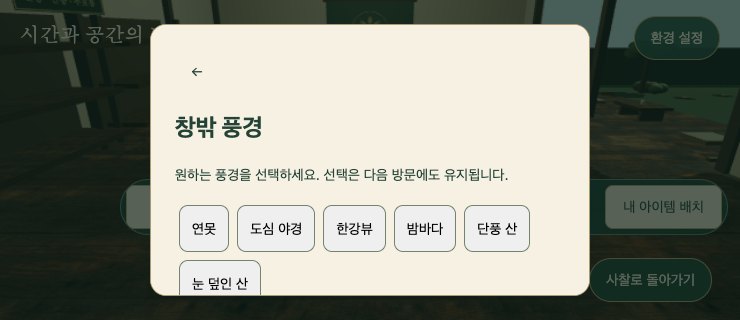 시간과 공간의
환경 설정
←
창밖 풍경
원하는 풍경을 선택하세요. 선택은 다음 방문에도 유지됩니다.
연못 도심 야경 한강뷰 밤바다 단풍 산
내 아이템 배치
눈 덮인 산
사찰로 돌아가기